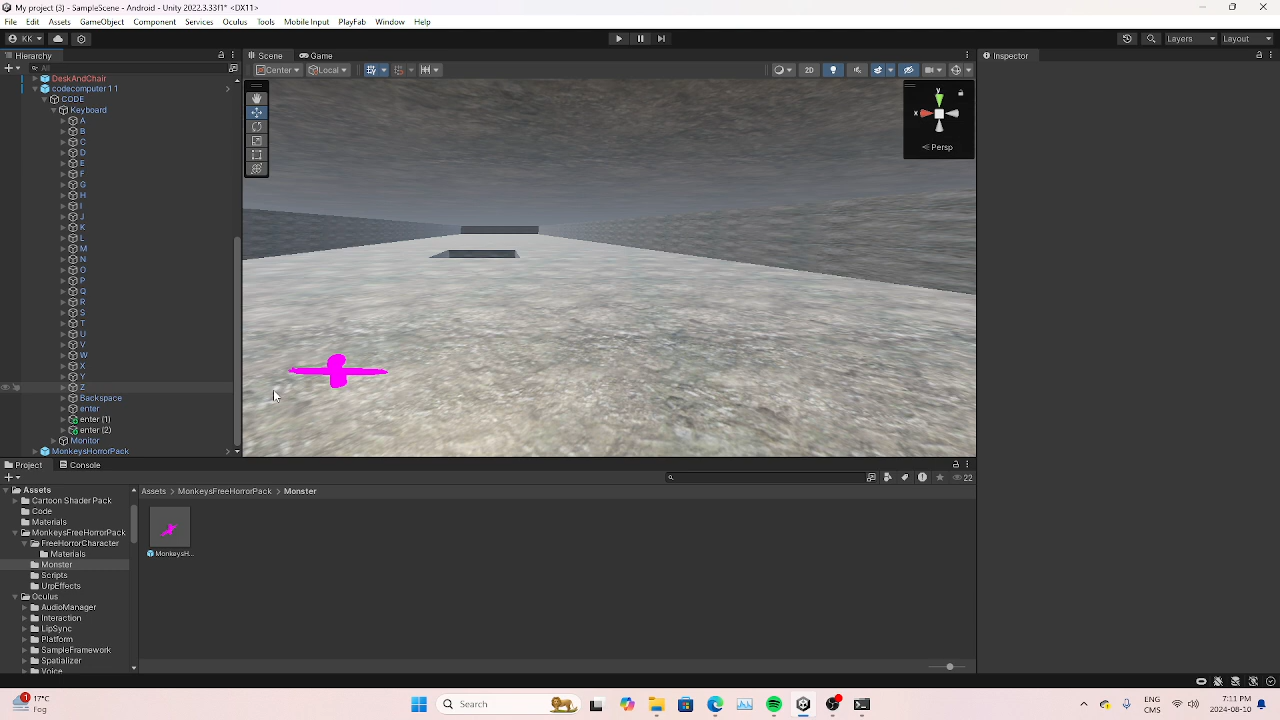 My project (3) - SampleScene - Android - Unity 2022.3.33f1* <DX11>
File Edit Assets GameObject Component Services Oculus Tools Mobile Input PlayFab Window Help
KK Layers Layout
Hierarchy Scene Game Inspector
All Center Local 2D
DeskAndChair
codecomputer 1 1
CODE
Keyboard
A
B
C
D
E
F
G
H
I
J
K
L
M
N
O
P
Q
R
S
T
U
V
W
X
Y
Z
Backspace
enter
enter (1)
enter (2)
Monitor
MonkeysHorrorPack
y
x
Persp
Project Console
22
Assets
Cartoon Shader Pack
Code
Materials
MonkeysFreeHorrorPack
FreeHorrorCharacter
Materials
Monster
Scripts
UrpEffects
Oculus
AudioManager
Interaction
LipSync
Platform
SampleFramework
Spatializer
Voice
Assets > MonkeysFreeHorrorPack > Monster
MonkeysH...
1
17°C
Fog
Search
ENG
CMS
7:11 PM
2024-08-10